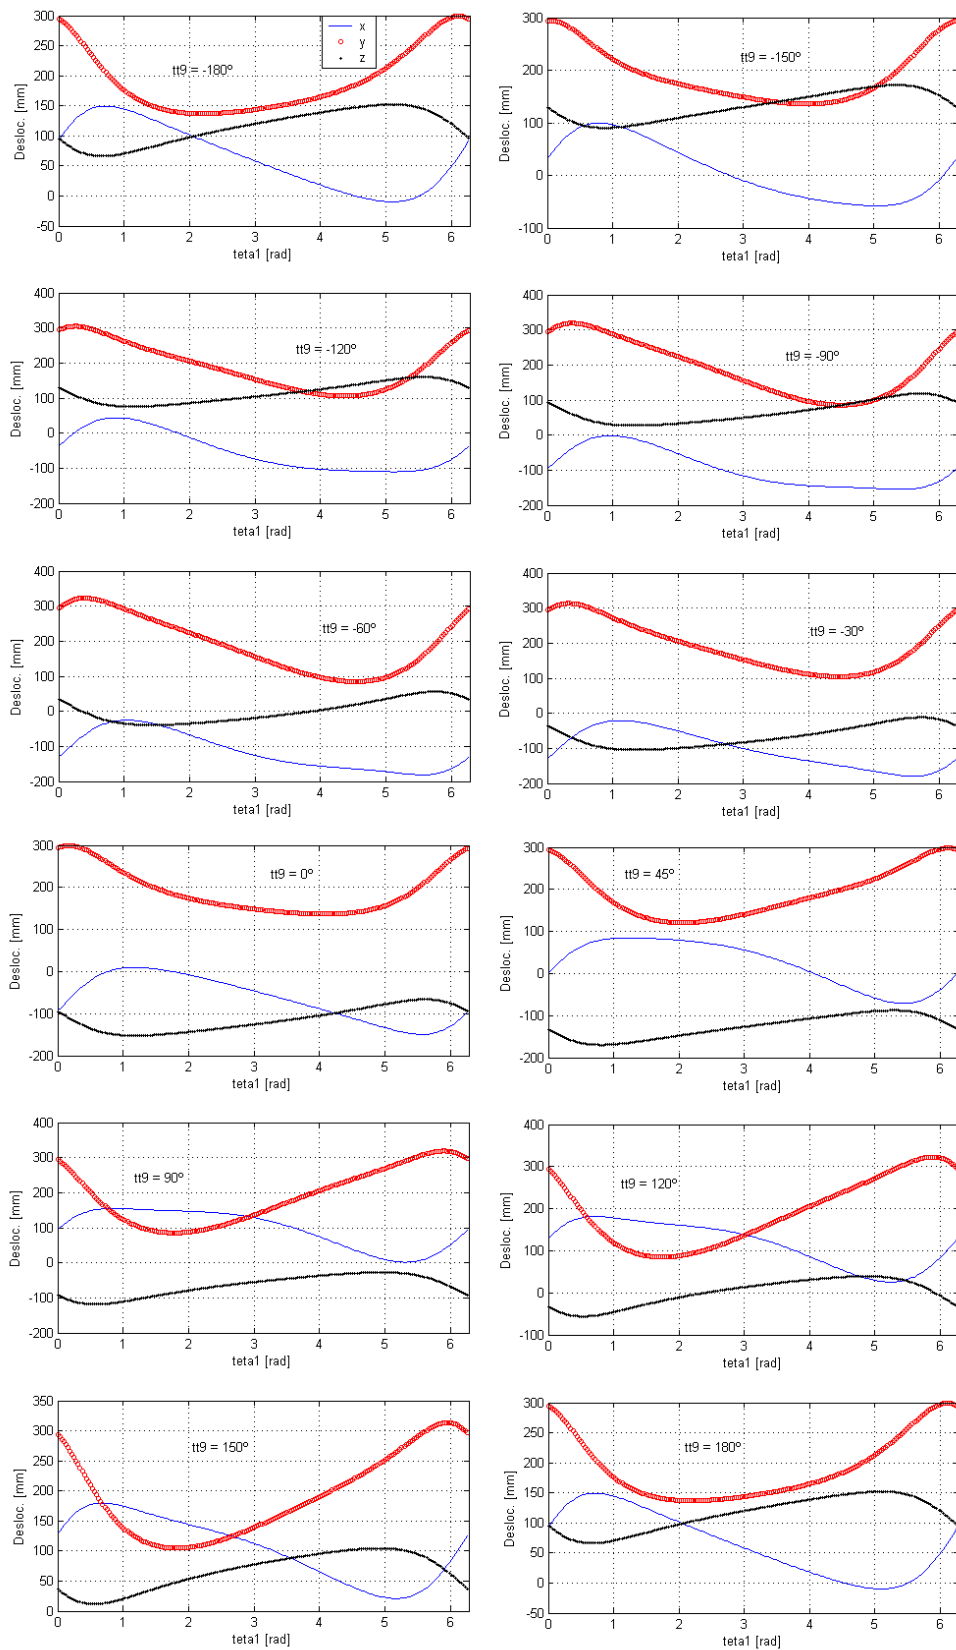 300
x
y
z
250
tt9 = -180º
200
150
100
50
0
-50
Desloc. [mm]
0 1 2 3 4 5 6
teta1 [rad]
300
tt9 = -150º
200
100
0
-100
Desloc. [mm]
0 1 2 3 4 5 6
teta1 [rad]
400
300
tt9 = -120º
200
100
0
-100
-200
Desloc. [mm]
0 1 2 3 4 5 6
teta1 [rad]
400
300
tt9 = -90º
200
100
0
-100
-200
Desloc. [mm]
0 1 2 3 4 5 6
teta1 [rad]
400
300
tt9 = -60º
200
100
0
-100
-200
Desloc. [mm]
0 1 2 3 4 5 6
teta1 [rad]
400
300
tt9 = -30º
200
100
0
-100
-200
Desloc. [mm]
0 1 2 3 4 5 6
teta1 [rad]
300
tt9 = 0º
200
100
0
-100
-200
Desloc. [mm]
0 1 2 3 4 5 6
teta1 [rad]
300
tt9 = 45º
200
100
0
-100
-200
Desloc. [mm]
0 1 2 3 4 5 6
teta1 [rad]
400
300
tt9 = 90º
200
100
0
-100
-200
Desloc. [mm]
0 1 2 3 4 5 6
teta1 [rad]
400
300
tt9 = 120º
200
100
0
-100
Desloc. [mm]
0 1 2 3 4 5 6
teta1 [rad]
350
300
tt9 = 150º
250
200
150
100
50
0
Desloc. [mm]
0 1 2 3 4 5 6
teta1 [rad]
300
250
tt9 = 180º
200
150
100
50
0
-50
Desloc. [mm]
0 1 2 3 4 5 6
teta1 [rad]